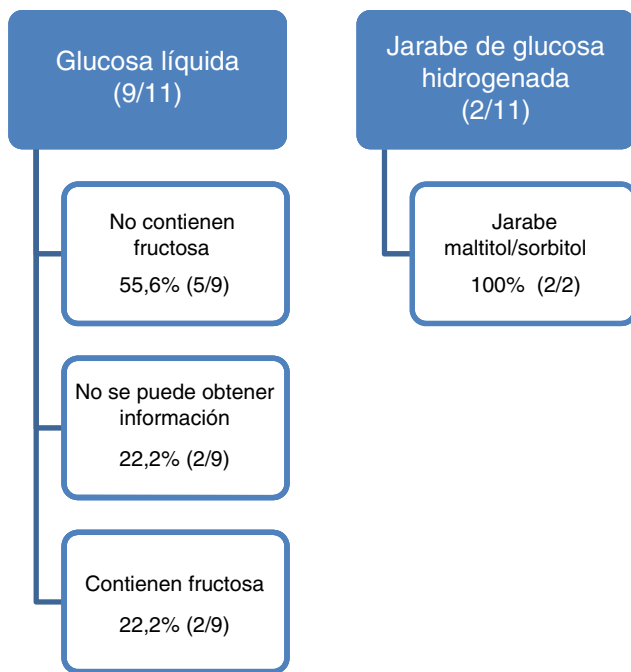 Glucosa líquida
(9/11)
No contienen
fructosa
55,6% (5/9)
No se puede obtener
información
22,2% (2/9)
Contienen fructosa
22,2% (2/9)
Jarabe de glucosa
hidrogenada
(2/11)
Jarabe
maltitol/sorbitol
100% (2/2)